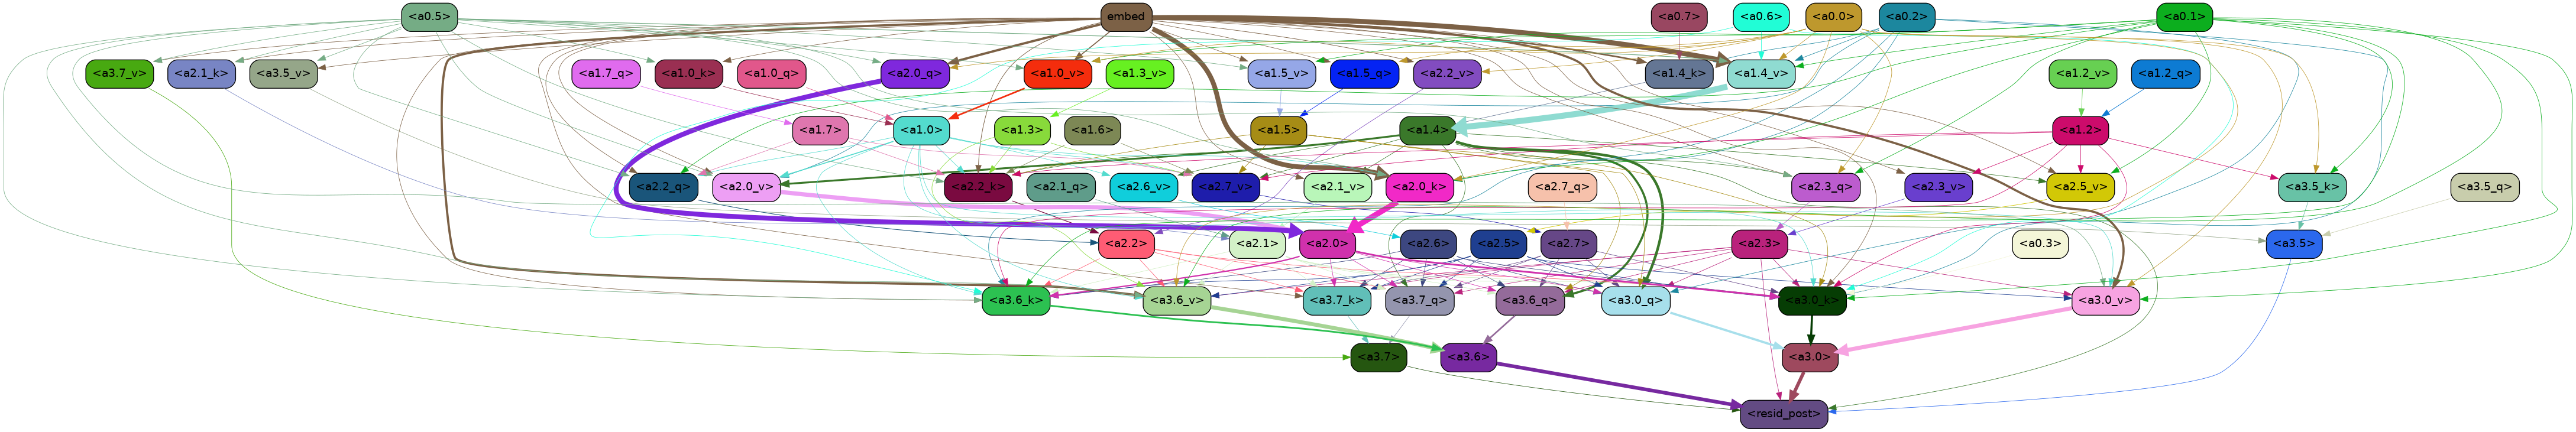 <a0.5> embed <a0.7> <a0.6> <a0.0> <a0.2> <a0.1>
<a3.7_v> <a2.1_k> <a3.5_v> <a1.7_q> <a1.0_k> <a1.0_q> <a2.0_q> <a1.0_v> <a1.3_v> <a1.5_v> <a1.5_q> <a2.2_v> <a1.4_k> <a1.4_v> <a1.2_v> <a1.2_q>
<a1.7> <a1.0> <a1.3> <a1.6> <a1.5> <a1.4> <a1.2>
<a2.2_q> <a2.0_v> <a2.2_k> <a2.1_q> <a2.6_v> <a2.7_v> <a2.1_v> <a2.0_k> <a2.7_q> <a2.3_q> <a2.3_v> <a2.5_v> <a3.5_k> <a3.5_q>
<a2.2> <a2.1> <a2.0> <a2.6> <a2.5> <a2.7> <a2.3> <a0.3> <a3.5>
<a3.6_k> <a3.6_v> <a3.7_k> <a3.7_q> <a3.6_q> <a3.0_q> <a3.0_k> <a3.0_v>
<a3.7> <a3.6> <a3.0>
<resid_post>